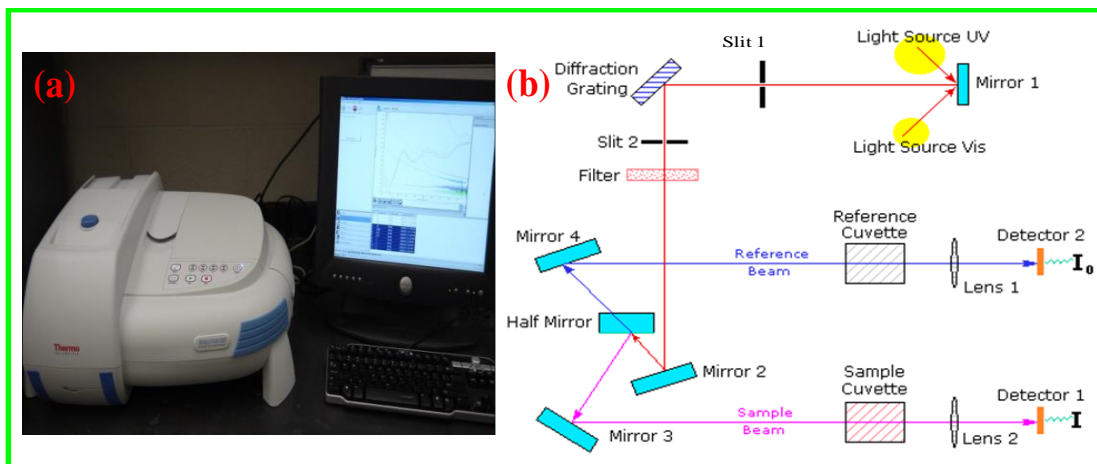 (a)
Thermo
SCIENTIFIC
(b)
Slit 1
Light Source UV
Diffraction
Grating
Mirror 1
Slit 2
Light Source Vis
Filter
Mirror 4
Reference
Cuvette
Detector 2
Reference
Beam
I₀
Lens 1
Half Mirror
Mirror 2
Sample
Cuvette
Detector 1
Sample
Beam
I
Mirror 3
Lens 2